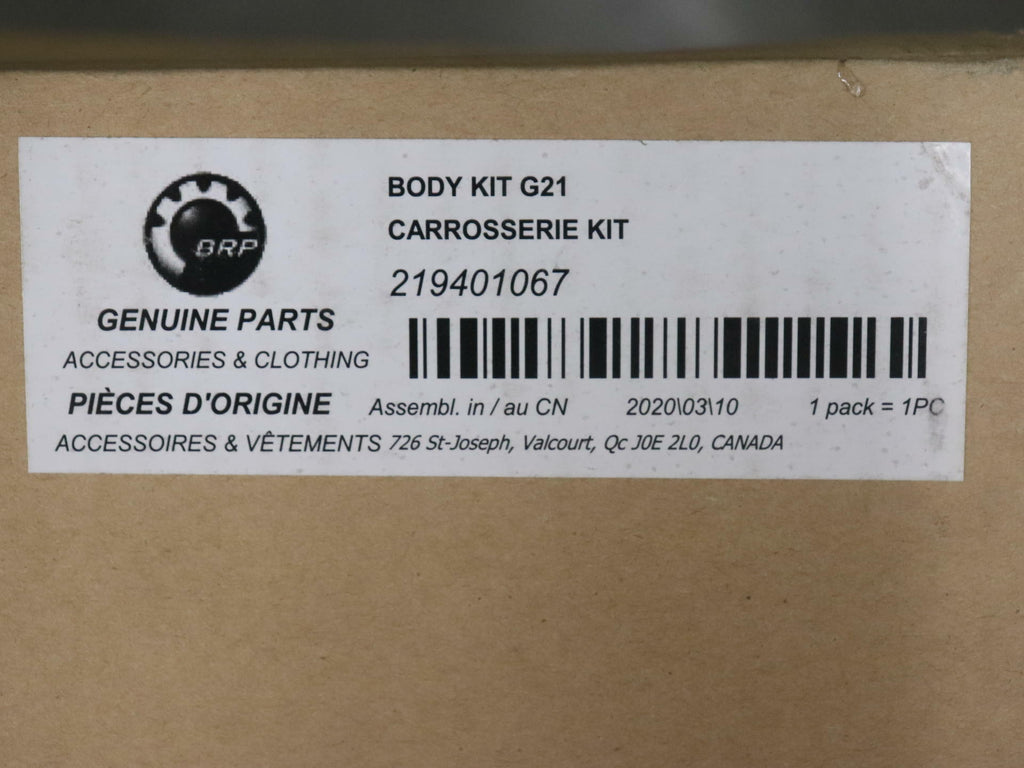 BRP
GENUINE PARTS
ACCESSORIES & CLOTHING
PIÈCES D'ORIGINE
ACCESSOIRES & VÊTEMENTS
BODY KIT G21
CARROSSERIE KIT
219401067
Assembl. in / au CN 2020\03\10 1 pack = 1PC
726 St-Joseph, Valcourt, Qc J0E 2L0, CANADA